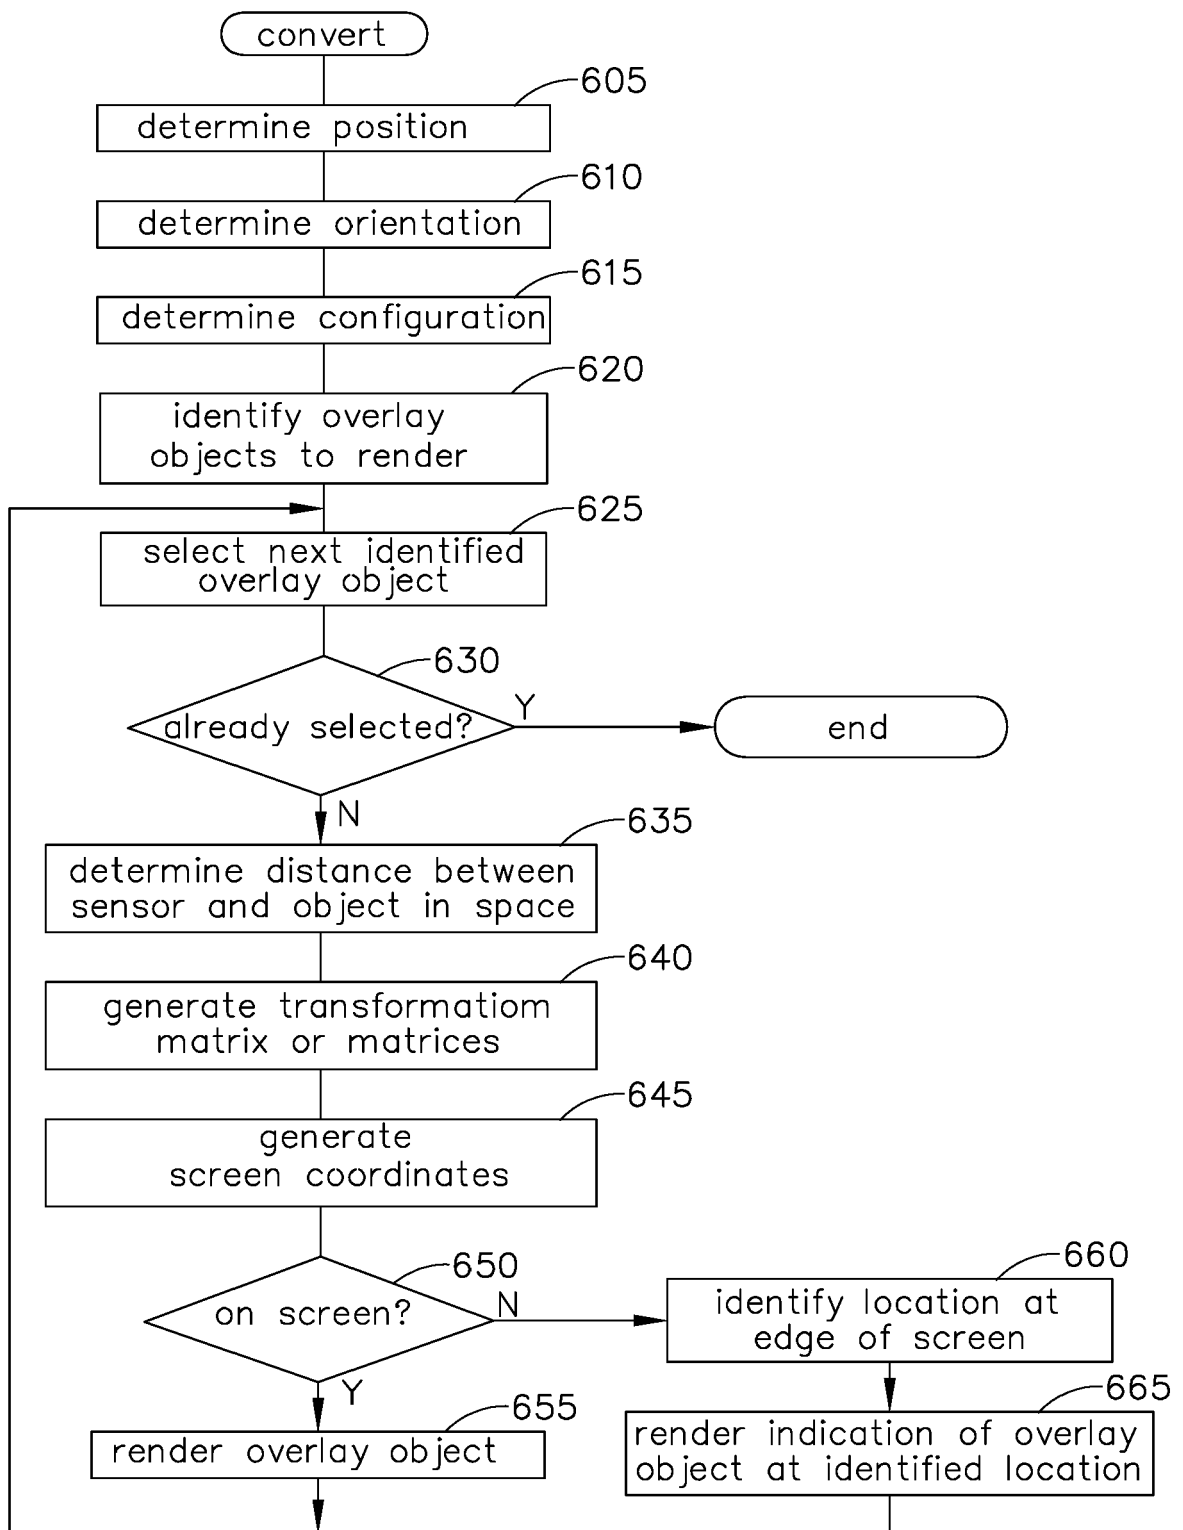 convert
605
determine position
610
determine orientation
615
determine configuration
620
identify overlay
objects to render
625
select next identified
overlay object
630
already selected?
Y
end
N
635
determine distance between
sensor and object in space
640
generate transformatiom
matrix or matrices
645
generate
screen coordinates
650
on screen?
N
660
identify location at
edge of screen
Y
655
render overlay object
665
render indication of overlay
object at identified location